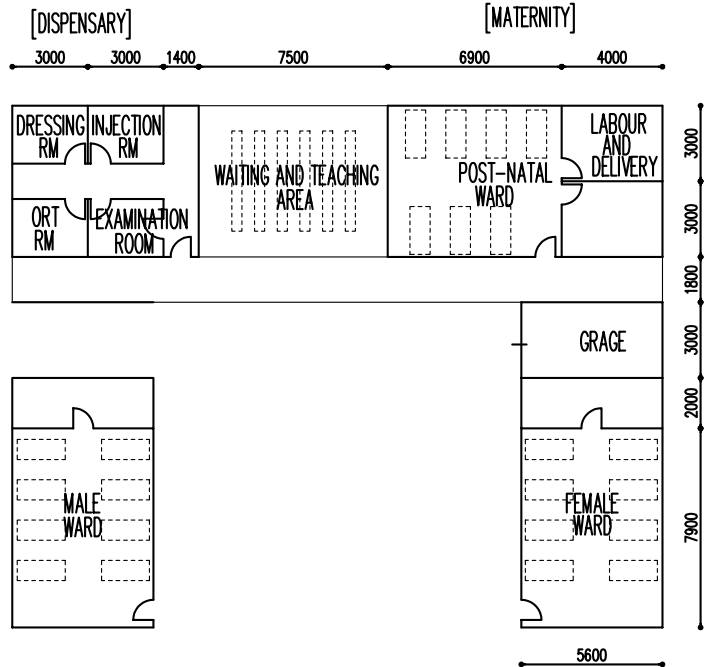 [DISPENSARY]
[MATERNITY]
3000
3000
1400
7500
6900
4000
DRESSING
RM
INJECTION
RM
LABOUR
AND
DELIVERY
3000
WAITING AND TEACHING
AREA
POST-NATAL
WARD
ORT
RM
EXAMINATION
ROOM
3000
1800
GRAGE
3000
2000
MALE
WARD
FEMALE
WARD
7900
5600